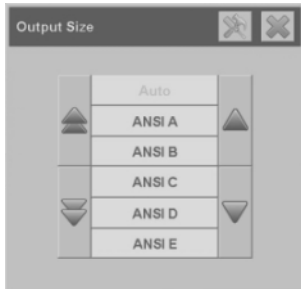 Output Size
Auto
ANSI A
ANSI B
ANSI C
ANSI D
ANSI E